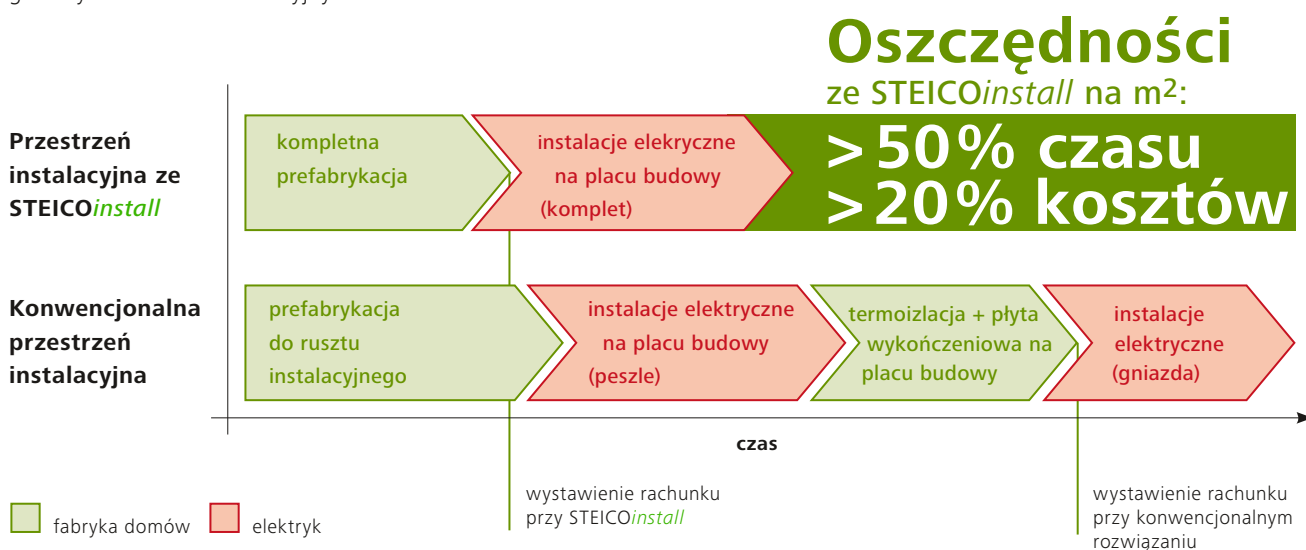 Oszczędności
ze STEICOinstall na m²:
> 50% czasu
> 20% kosztów
Przestrzeń
instalacyjna ze
STEICOinstall
kompletna
prefabrykacja
instalacje elekryczne
na placu budowy
(komplet)
Konwencjonalna
przestrzeń
instalacyjna
prefabrykacja
do rusztu
instalacyjnego
instalacje elektryczne
na placu budowy
(peszle)
termoizlacja + płyta
wykończeniowa na
placu budowy
instalacje
elektryczne
(gniazda)
czas
fabryka domów
elektryk
wystawienie rachunku
przy STEICOinstall
wystawienie rachunku
przy konwencjonalnym
rozwiązaniu